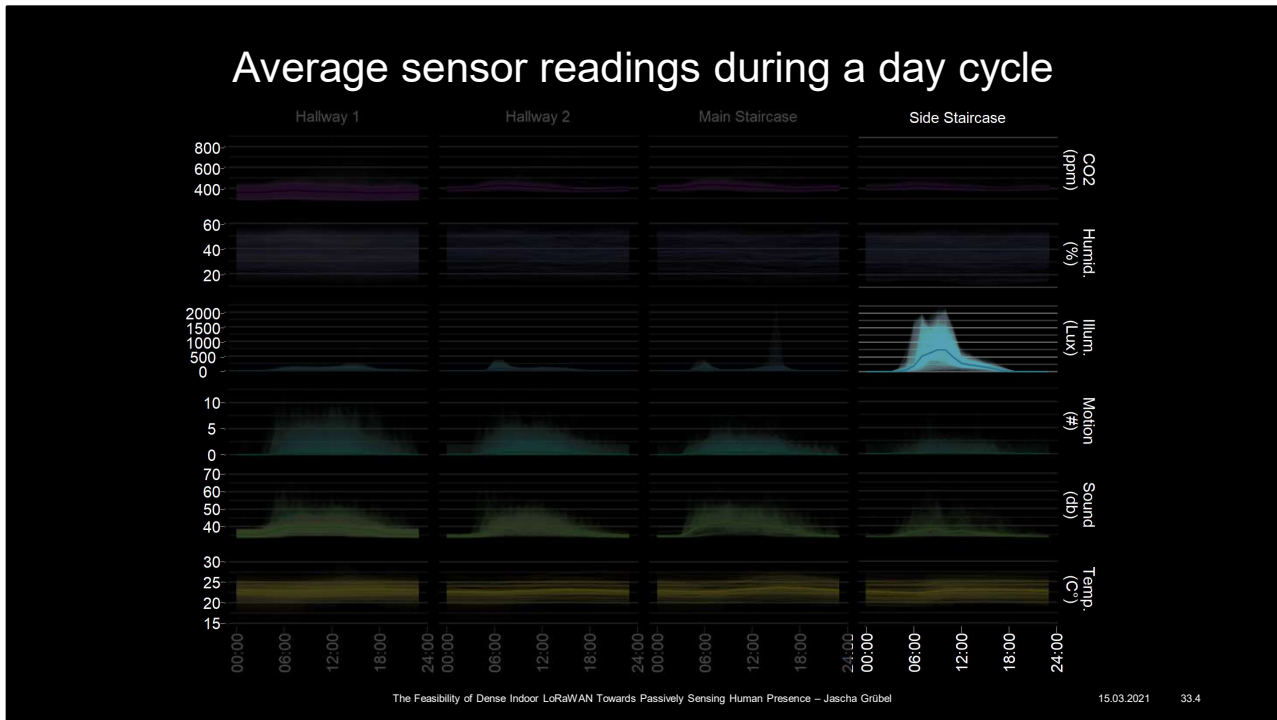 Average sensor readings during a day cycle
Hallway 1 Hallway 2 Main Staircase Side Staircase
800
600
400
CO2
(ppm)
60
40
20
Humid.
(%)
2000
1500
1000
500
0
Illum.
(Lux)
10
5
0
Motion
(#)
70
60
50
40
Sound
(db)
30
25
20
15
Temp.
(C°)
00:00 06:00 12:00 18:00 24:00 00:00 06:00 12:00 18:00 24:00 00:00 06:00 12:00 18:00 24:00 00:00 06:00 12:00 18:00 24:00
The Feasibility of Dense Indoor LoRaWAN Towards Passively Sensing Human Presence – Jascha Grübel 15.03.2021 33.4